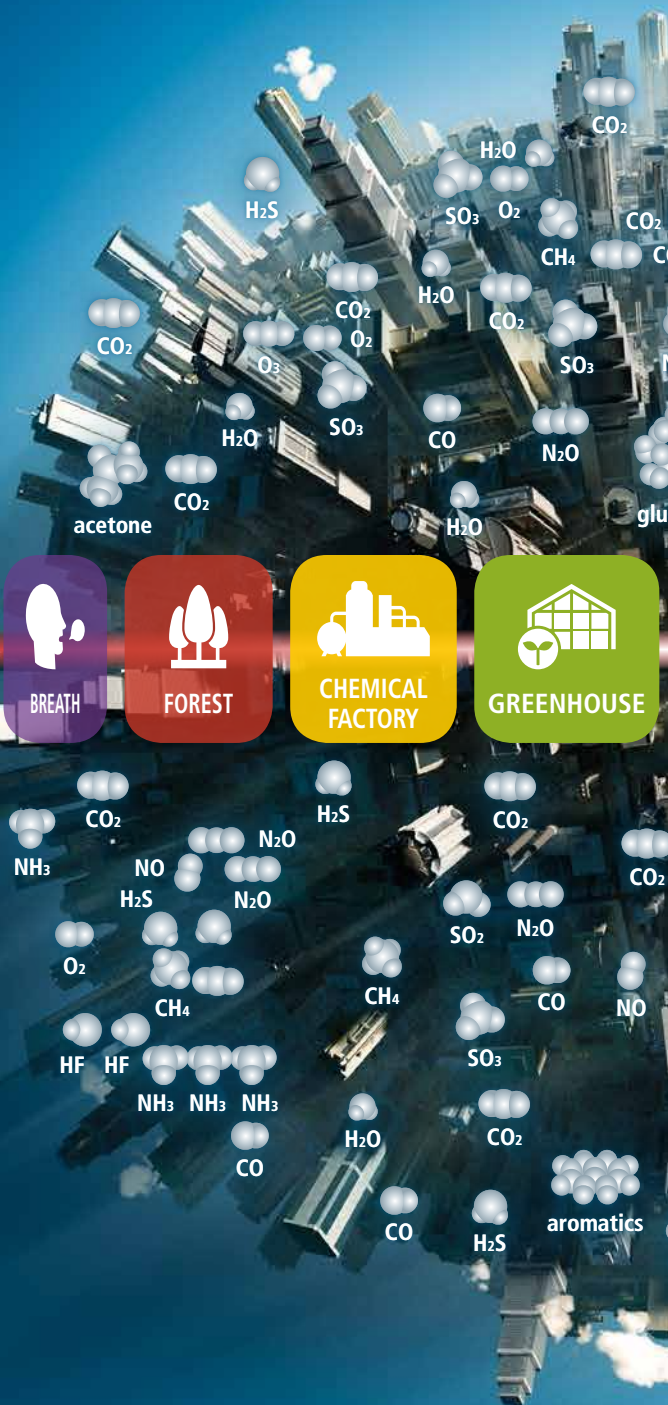 CO₂
H₂O
H₂S
SO₃
O₂
CO₂
CH₄
H₂O
CO₂
CO₂
O₂
CO₂
O₃
SO₃
SO₃
H₂O
CO
N₂O
CO₂
acetone
H₂O
BREATH
FOREST
CHEMICAL
FACTORY
GREENHOUSE
H₂S
CO₂
CO₂
N₂O
NH₃
NO
CO₂
H₂S
N₂O
SO₂
N₂O
O₂
CH₄
CO
CH₄
NO
SO₃
HF
HF
NH₃
NH₃
NH₃
H₂O
CO₂
CO
aromatics
CO
H₂S